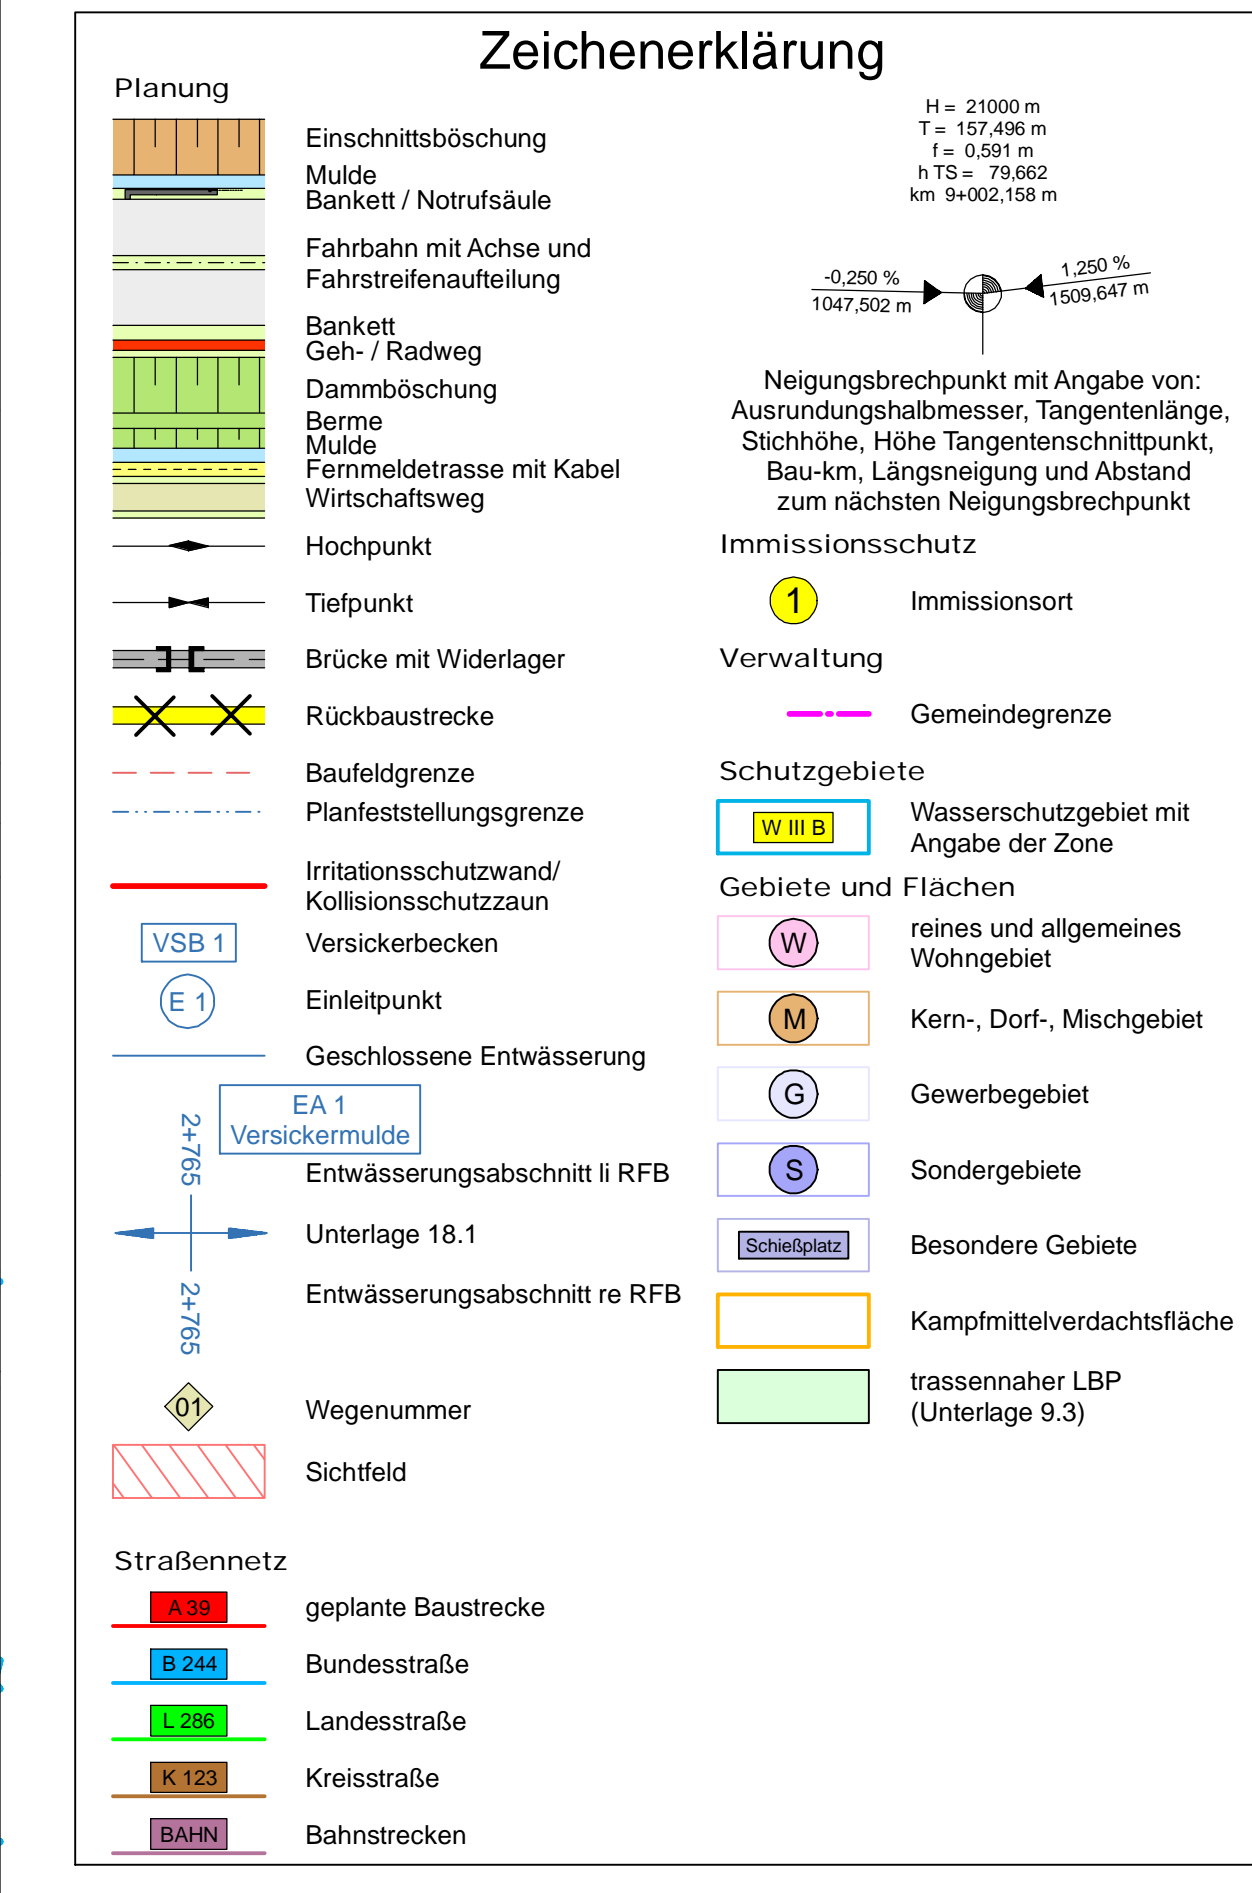 Zeichenerklärung
Planung
Einschnittsböschung
Mulde
Bankett / Notrufsäule
Fahrbahn mit Achse und
Fahrstreifenaufteilung
Bankett
Geh- / Radweg
Dammböschung
Berme
Mulde
Fernmeldetrasse mit Kabel
Wirtschaftsweg
Hochpunkt
Tiefpunkt
Brücke mit Widerlager
Rückbaustrecke
Baufeldgrenze
Planfeststellungsgrenze
Irritationsschutzwand/
Kollisionsschutzzaun
VSB 1
Versickerbecken
E 1
Einleitpunkt
Geschlossene Entwässerung
EA 1
Versickermulde
2+765
Entwässerungsabschnitt li RFB
Unterlage 18.1
Entwässerungsabschnitt re RFB
2+765
01
Wegenummer
Sichtfeld
Straßennetz
A 39
geplante Baustrecke
B 244
Bundesstraße
L 286
Landesstraße
K 123
Kreisstraße
BAHN
Bahnstrecken
H = 21000 m
T = 157,496 m
f = 0,591 m
h TS = 79,662
km 9+002,158 m
-0,250 %
1047,502 m
1,250 %
1509,647 m
Neigungsbrechpunkt mit Angabe von:
Ausrundungshalbmesser, Tangentenlänge,
Stichhöhe, Höhe Tangentenschnittpunkt,
Bau-km, Längsneigung und Abstand
zum nächsten Neigungsbrechpunkt
Immissionsschutz
1
Immissionsort
Verwaltung
Gemeindegrenze
Schutzgebiete
W III B
Wasserschutzgebiet mit
Angabe der Zone
Gebiete und Flächen
W
reines und allgemeines
Wohngebiet
M
Kern-, Dorf-, Mischgebiet
G
Gewerbegebiet
S
Sondergebiete
Schießplatz
Besondere Gebiete
Kampfmittelverdachtsfläche
trassennaher LBP
(Unterlage 9.3)